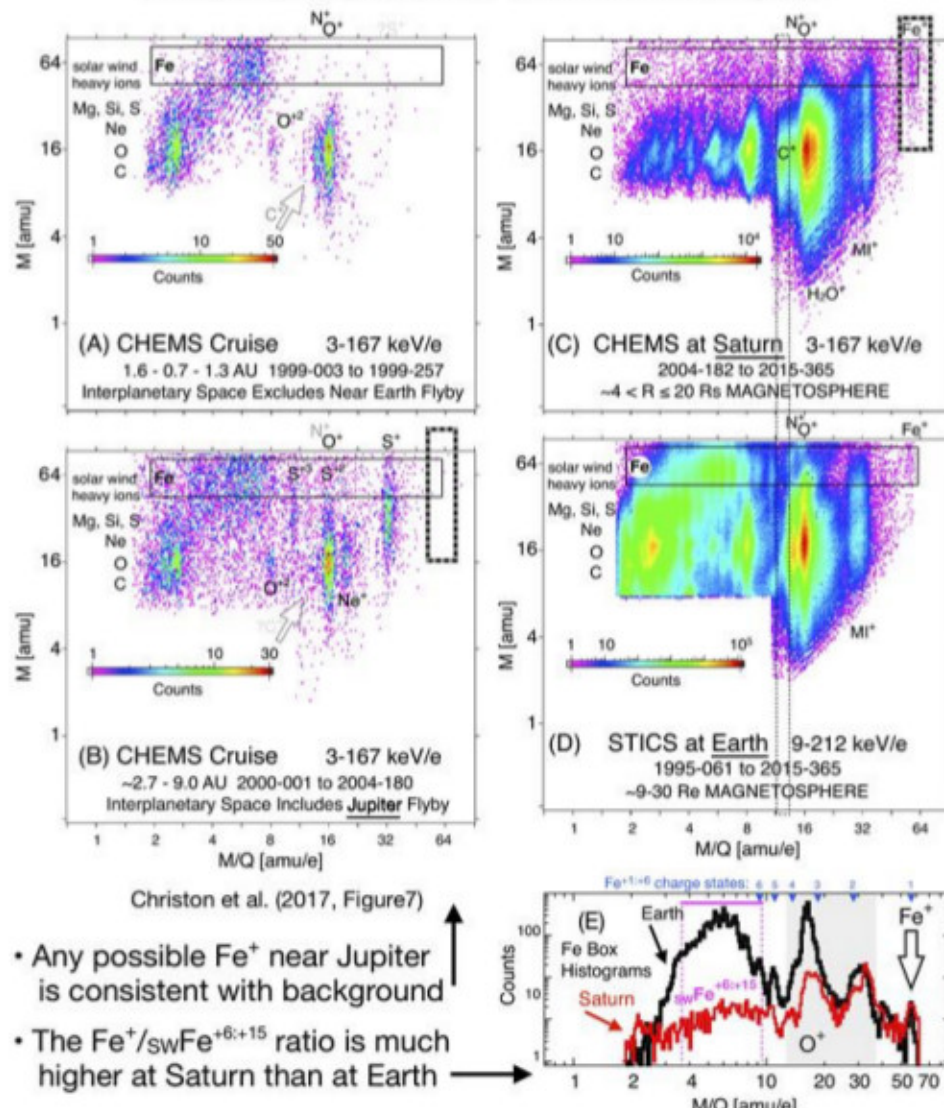 N⁺
O⁺
64
solar wind
heavy ions
Fe
Mg, Si, S
Ne
O
C
O⁺²
16
M [amu]
4
1 10 50
Counts
1
(A) CHEMS Cruise 3-167 keV/e
1.6 - 0.7 - 1.3 AU 1999-003 to 1999-257
Interplanetary Space Excludes Near Earth Flyby
N⁺
O⁺
Fe⁺
64
solar wind
heavy ions
Fe
Mg, Si, S
Ne
O
C
C⁺
16
M [amu]
4
1 10 10⁴
Counts
MI⁺
H₂O⁺
1
(C) CHEMS at Saturn 3-167 keV/e
2004-182 to 2015-365
~4 < R ≤ 20 Rs MAGNETOSPHERE
N⁺
O⁺
S⁺
64
solar wind
heavy ions
Fe
S⁺³
Mg, Si, S
Ne
O
C
O⁺²
Ne⁺
16
M [amu]
4
1 10 30
Counts
1
(B) CHEMS Cruise 3-167 keV/e
~2.7 - 9.0 AU 2000-001 to 2004-180
Interplanetary Space Includes Jupiter Flyby
1 2 4 8 16 32 64
M/Q [amu/e]
N⁺
O⁺
Fe⁺
64
solar wind
heavy ions
Fe
Mg, Si, S
Ne
O
C
16
M [amu]
4
1 10 10⁵
Counts
MI⁺
1
(D) STICS at Earth 9-212 keV/e
1995-061 to 2015-365
~9-30 Re MAGNETOSPHERE
1 2 4 8 16 32 64
M/Q [amu/e]
Christon et al. (2017, Figure7)
• Any possible Fe⁺ near Jupiter
is consistent with background
• The Fe⁺/SWFe⁺⁶:⁺¹⁵ ratio is much
higher at Saturn than at Earth
Fe⁺¹:⁺⁶ charge states: 6 5 4 3 2 1
(E)
Earth
Fe Box
Histograms
Fe⁺
Saturn
SWFe⁺⁶:⁺¹⁵
O⁺
Counts
100
10
1
1 2 4 10 20 30 50 70
M/Q [amu/e]